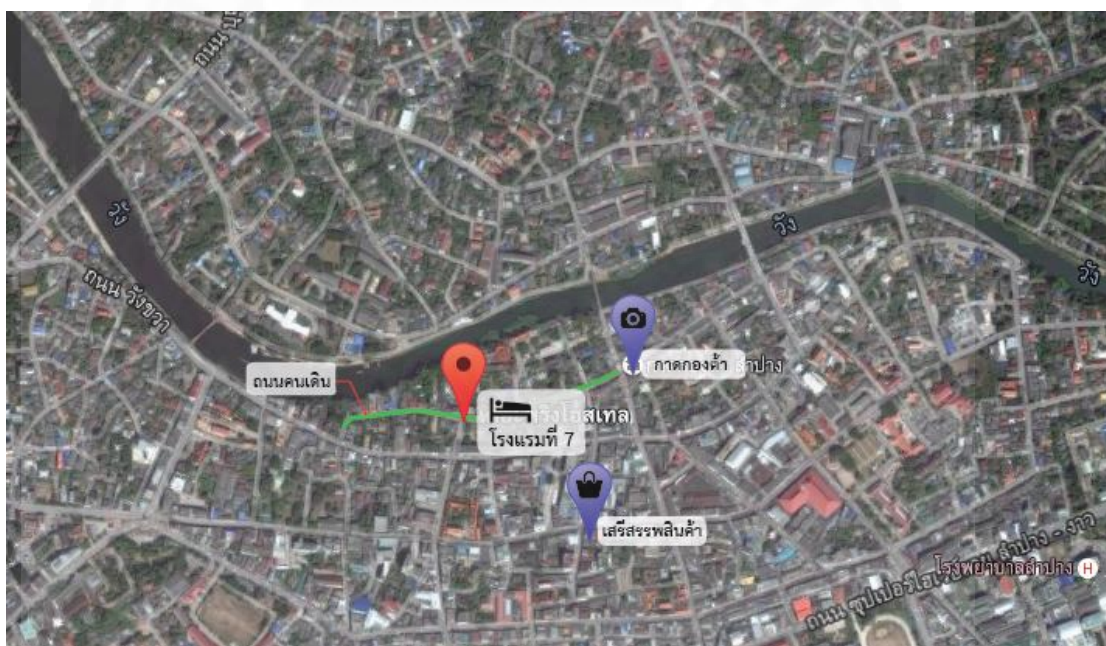 ถนน
วัง
วัง
วัง
ถนน วังขวา
กาดกองต้า
ลำปาง
ถนนคนเดิน
โรงแรมที่ 7
เสรีสรรพสินค้า
โรงพยาบาลลำปาง
H
ถนน ซุปเปอร์ไฮเวย์ ลำปาง - งาว